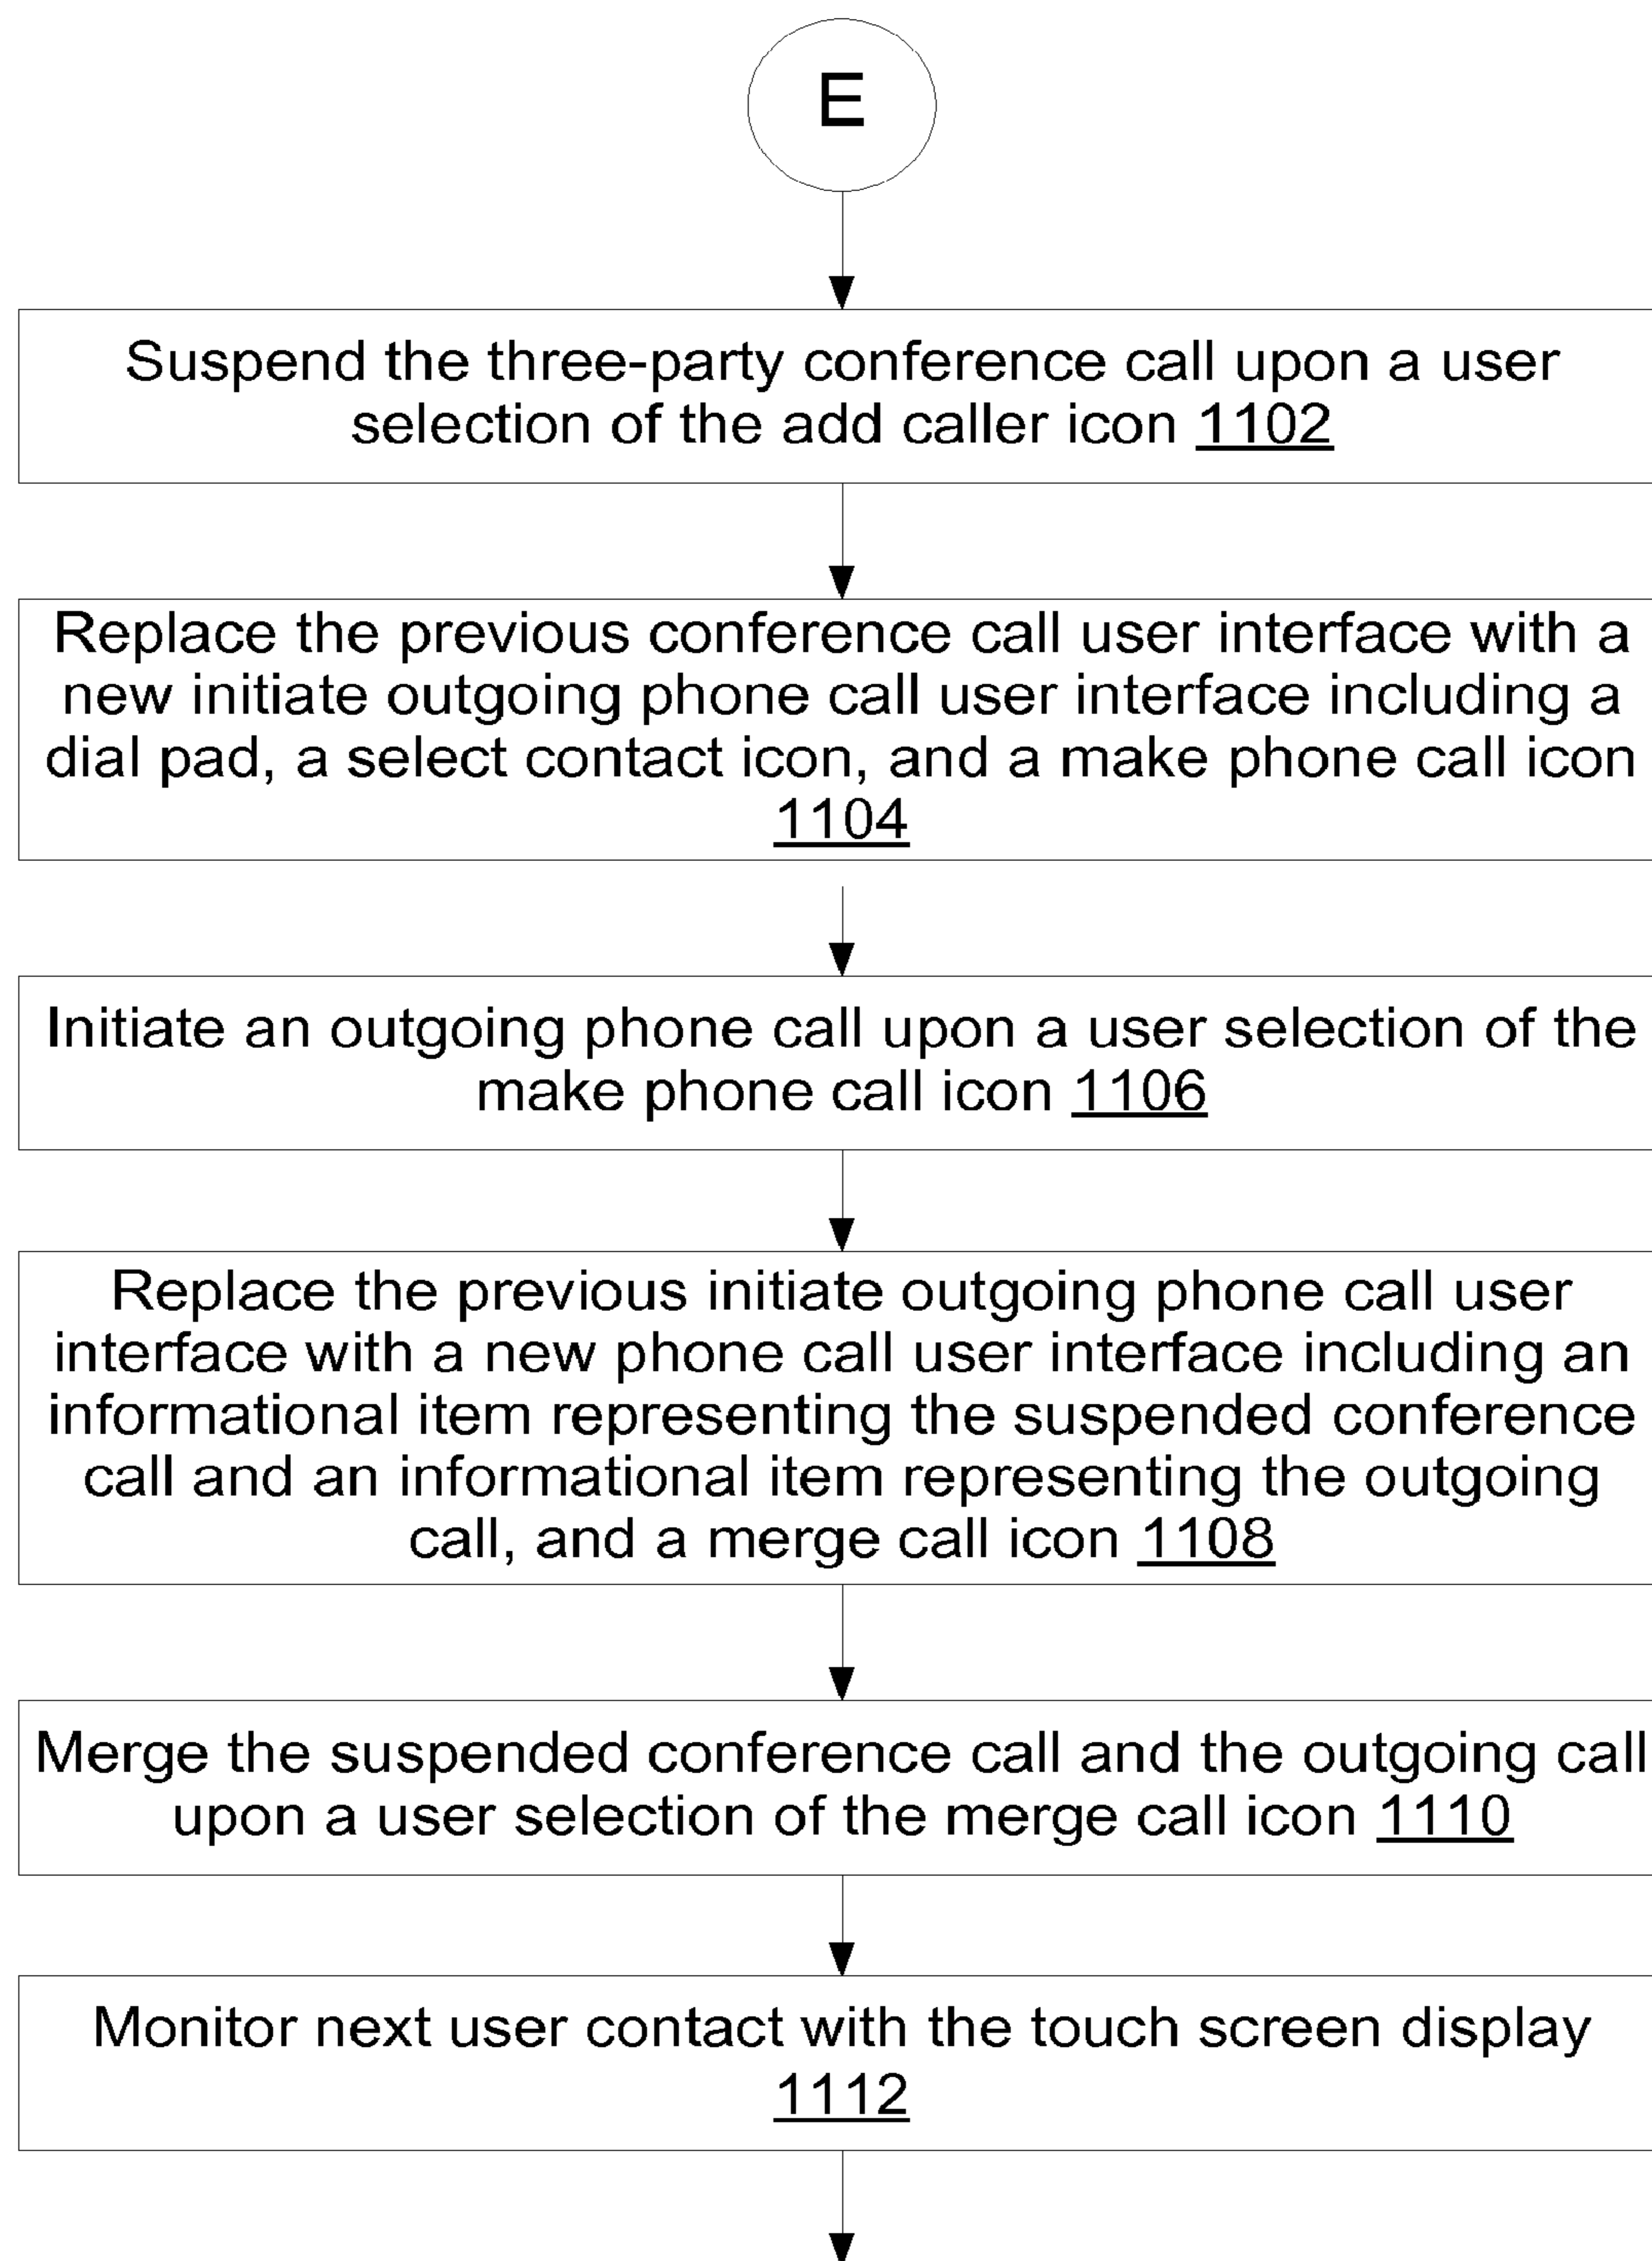 E
Suspend the three-party conference call upon a user
selection of the add caller icon 1102
Replace the previous conference call user interface with a
new initiate outgoing phone call user interface including a
dial pad, a select contact icon, and a make phone call icon
1104
Initiate an outgoing phone call upon a user selection of the
make phone call icon 1106
Replace the previous initiate outgoing phone call user
interface with a new phone call user interface including an
informational item representing the suspended conference
call and an informational item representing the outgoing
call, and a merge call icon 1108
Merge the suspended conference call and the outgoing call
upon a user selection of the merge call icon 1110
Monitor next user contact with the touch screen display
1112